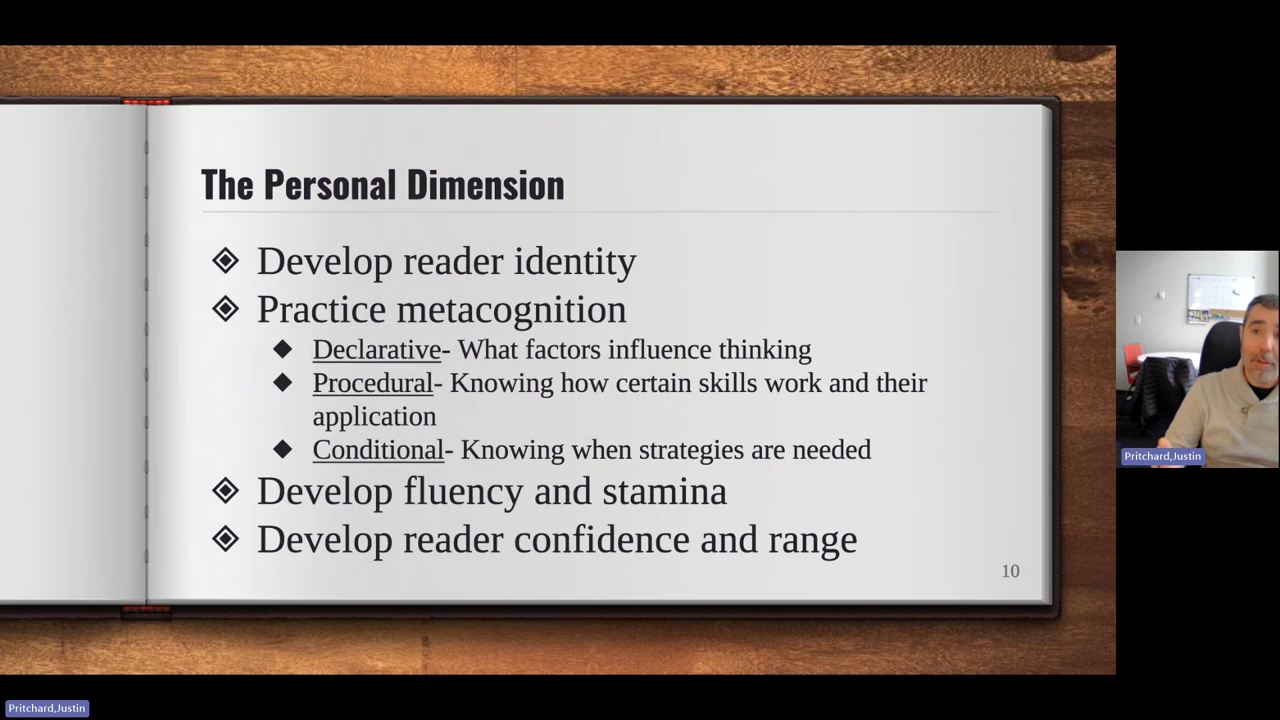 The Personal Dimension
Develop reader identity
Practice metacognition
Declarative- What factors influence thinking
Procedural- Knowing how certain skills work and their
application
Conditional- Knowing when strategies are needed
Develop fluency and stamina
Develop reader confidence and range
10
Pritchard,Justin
Pritchard,Justin